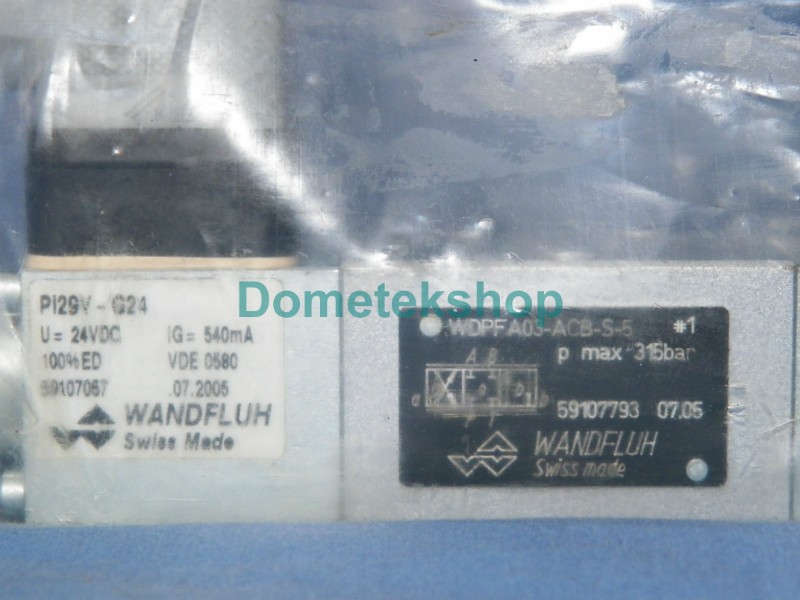 Dometekshop
PI29V - G24
U = 24VDC IG = 540mA
100% ED VDE 0580
59107057 .07.2005
WANDFLUH
Swiss Made
WDPFA03-ACB-S-5 #1
p max 315bar
A B
a b
59107793 07.05
WANDFLUH
Swiss made